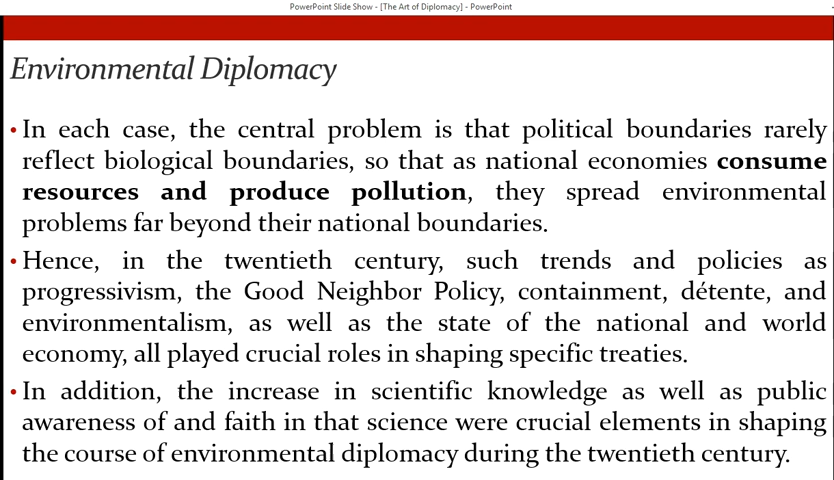 PowerPoint Slide Show - [The Art of Diplomacy] - PowerPoint
Environmental Diplomacy
• In each case, the central problem is that political boundaries rarely
reflect biological boundaries, so that as national economies consume
resources and produce pollution, they spread environmental
problems far beyond their national boundaries.
• Hence, in the twentieth century, such trends and policies as
progressivism, the Good Neighbor Policy, containment, détente, and
environmentalism, as well as the state of the national and world
economy, all played crucial roles in shaping specific treaties.
• In addition, the increase in scientific knowledge as well as public
awareness of and faith in that science were crucial elements in shaping
the course of environmental diplomacy during the twentieth century.